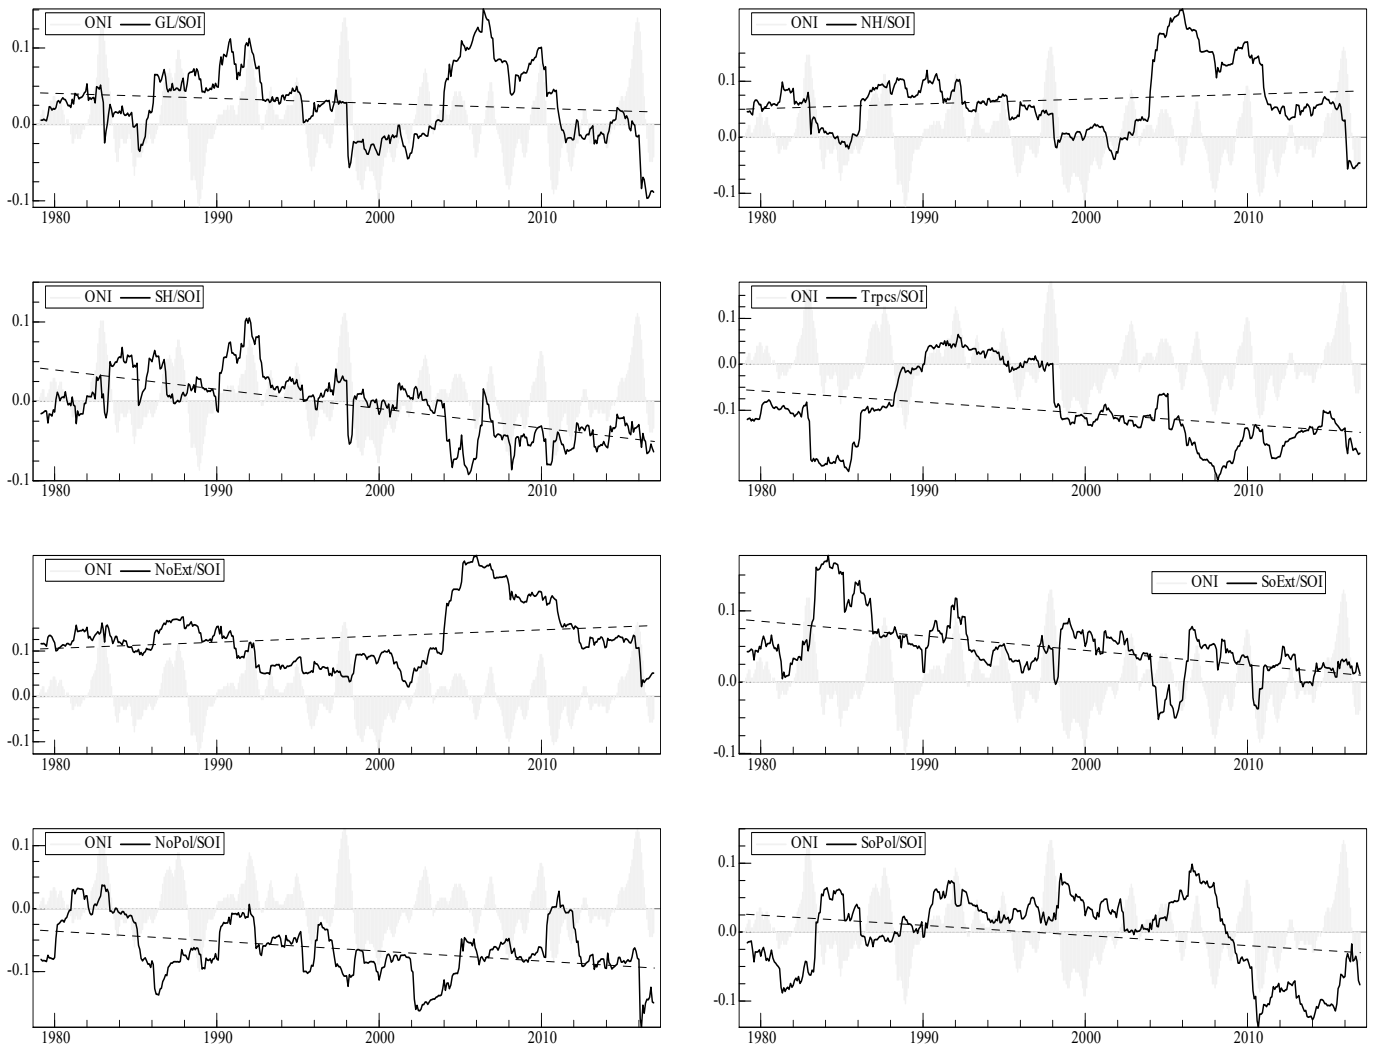 ONI GL/SOI
0.1
0.0
-0.1
1980 1990 2000 2010
ONI NH/SOI
0.1
0.0
-0.1
1980 1990 2000 2010
ONI SH/SOI
0.1
0.0
-0.1
1980 1990 2000 2010
ONI Trpcs/SOI
0.1
0.0
-0.1
1980 1990 2000 2010
ONI NoExt/SOI
0.1
0.0
-0.1
1980 1990 2000 2010
ONI SoExt/SOI
0.1
0.0
-0.1
1980 1990 2000 2010
ONI NoPol/SOI
0.1
0.0
-0.1
1980 1990 2000 2010
ONI SoPol/SOI
0.1
0.0
-0.1
1980 1990 2000 2010